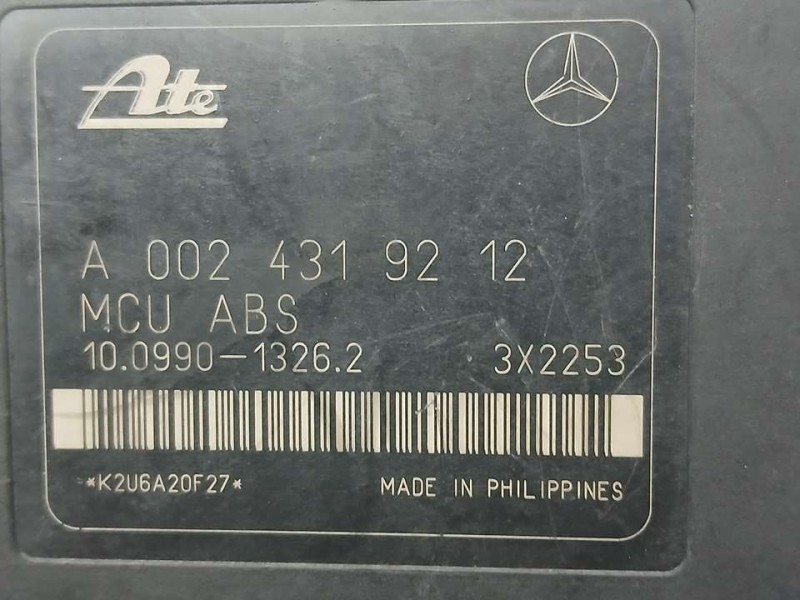 Ate
A 002 431 92 12
MCU ABS
10.0990-1326.2 3X2253
*K2U6A20F27* MADE IN PHILIPPINES